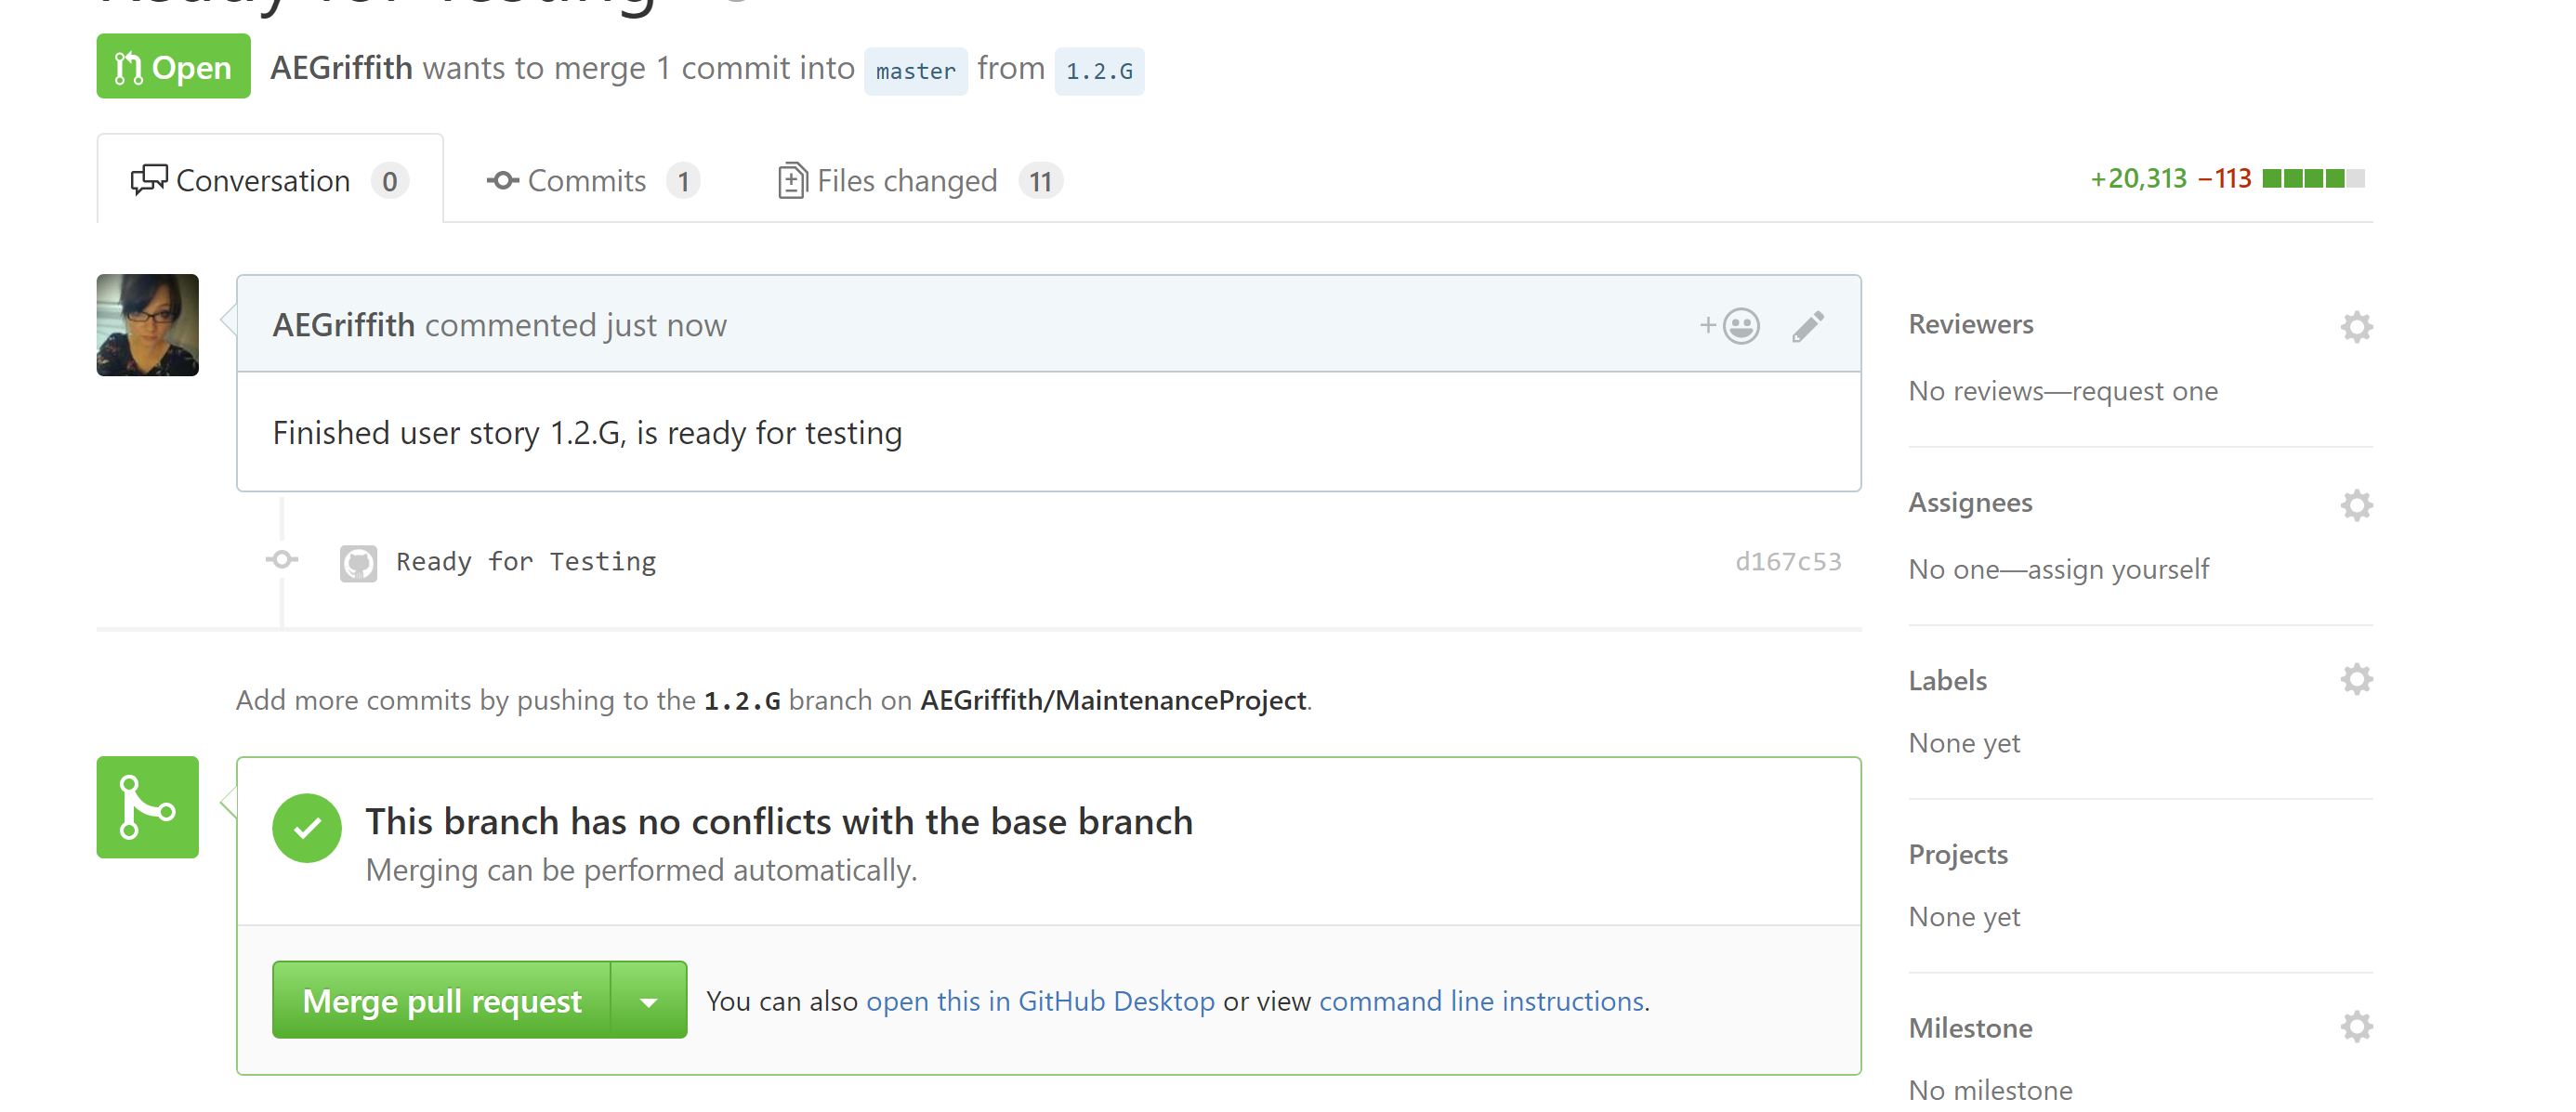 Ready for Testing
Open AEGriffith wants to merge 1 commit into master from 1.2.G
Conversation 0 Commits 1 Files changed 11 +20,313 −113
AEGriffith commented just now
Finished user story 1.2.G, is ready for testing
Ready for Testing d167c53
Add more commits by pushing to the 1.2.G branch on AEGriffith/MaintenanceProject.
This branch has no conflicts with the base branch
Merging can be performed automatically.
Merge pull request You can also open this in GitHub Desktop or view command line instructions.
Reviewers
No reviews—request one
Assignees
No one—assign yourself
Labels
None yet
Projects
None yet
Milestone
No milestone